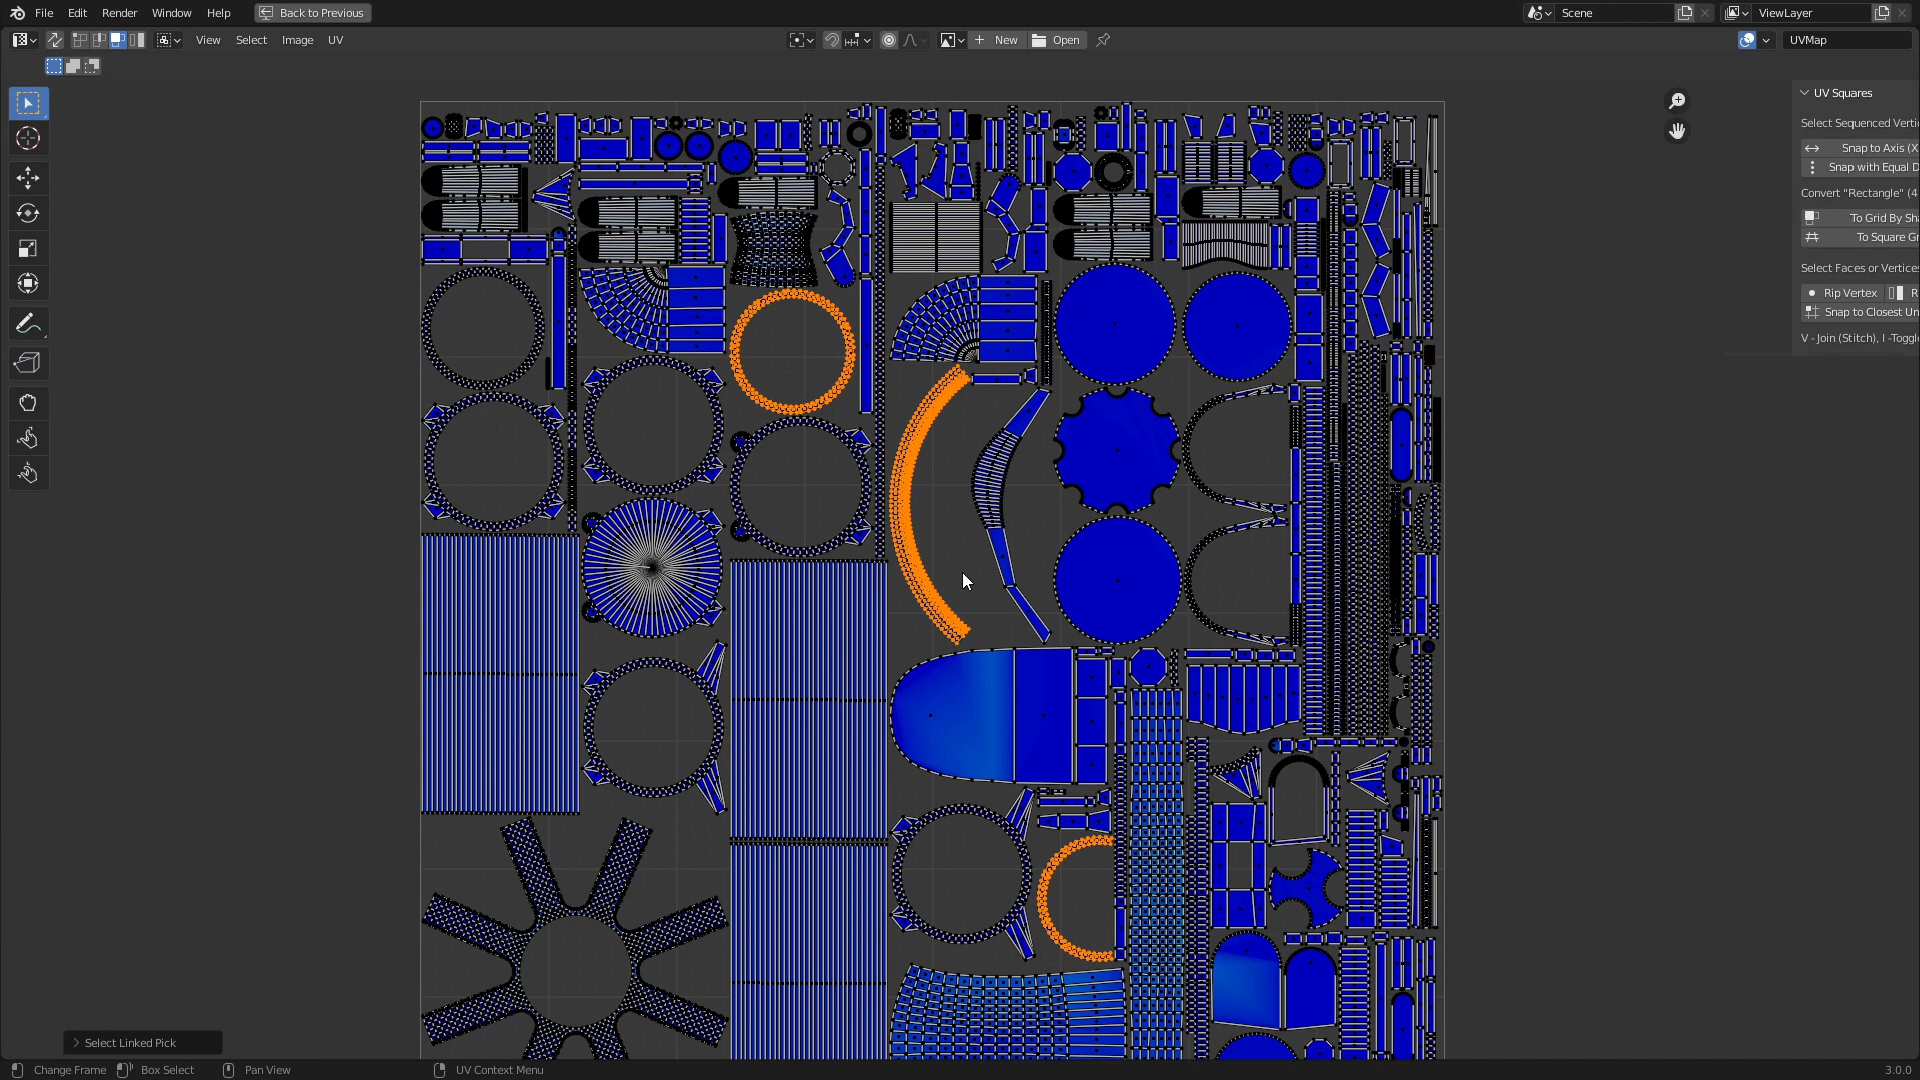 File Edit Render Window Help Back to Previous Scene ViewLayer
View Select Image UV New Open UVMap
UV Squares
Select Sequenced Verti
Snap to Axis (X
Snap with Equal D
Convert "Rectangle" (4
To Grid By Sha
To Square Gr
Select Faces or Vertices
Rip Vertex R
Snap to Closest Un
V - Join (Stitch), I -Toggle
Select Linked Pick
Change Frame Box Select Pan View UV Context Menu 3.0.0